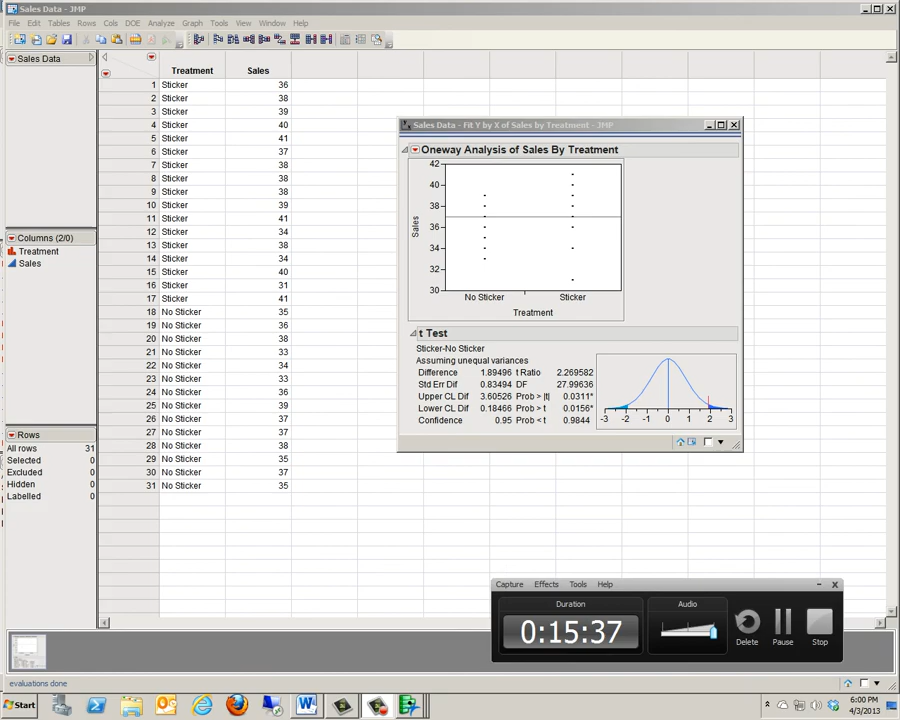 Sales Data - JMP
File Edit Tables Rows Cols DOE Analyze Graph Tools View Window Help
Sales Data
Treatment Sales
1 Sticker 36
2 Sticker 38
3 Sticker 39
4 Sticker 40
5 Sticker 41
6 Sticker 37
7 Sticker 38
8 Sticker 38
9 Sticker 38
10 Sticker 39
11 Sticker 41
12 Sticker 34
13 Sticker 38
14 Sticker 34
15 Sticker 40
16 Sticker 31
17 Sticker 41
18 No Sticker 35
19 No Sticker 36
20 No Sticker 38
21 No Sticker 33
22 No Sticker 34
23 No Sticker 33
24 No Sticker 36
25 No Sticker 39
26 No Sticker 37
27 No Sticker 37
28 No Sticker 38
29 No Sticker 35
30 No Sticker 37
31 No Sticker 35
Columns (2/0)
Treatment
Sales
Rows
All rows 31
Selected 0
Excluded 0
Hidden 0
Labelled 0
Sales Data - Fit Y by X of Sales by Treatment - JMP
Oneway Analysis of Sales By Treatment
42
40
38
36
34
32
30
Sales
No Sticker Sticker
Treatment
t Test
Sticker-No Sticker
Assuming unequal variances
Difference 1.89496 t Ratio 2.269582
Std Err Dif 0.83494 DF 27.99636
Upper CL Dif 3.60526 Prob > |t| 0.0311*
Lower CL Dif 0.18466 Prob > t 0.0156*
Confidence 0.95 Prob < t 0.9844
-3 -2 -1 0 1 2 3
Capture Effects Tools Help
Duration
0:15:37
Audio
Delete Pause Stop
evaluations done
Start
6:00 PM
4/3/2013